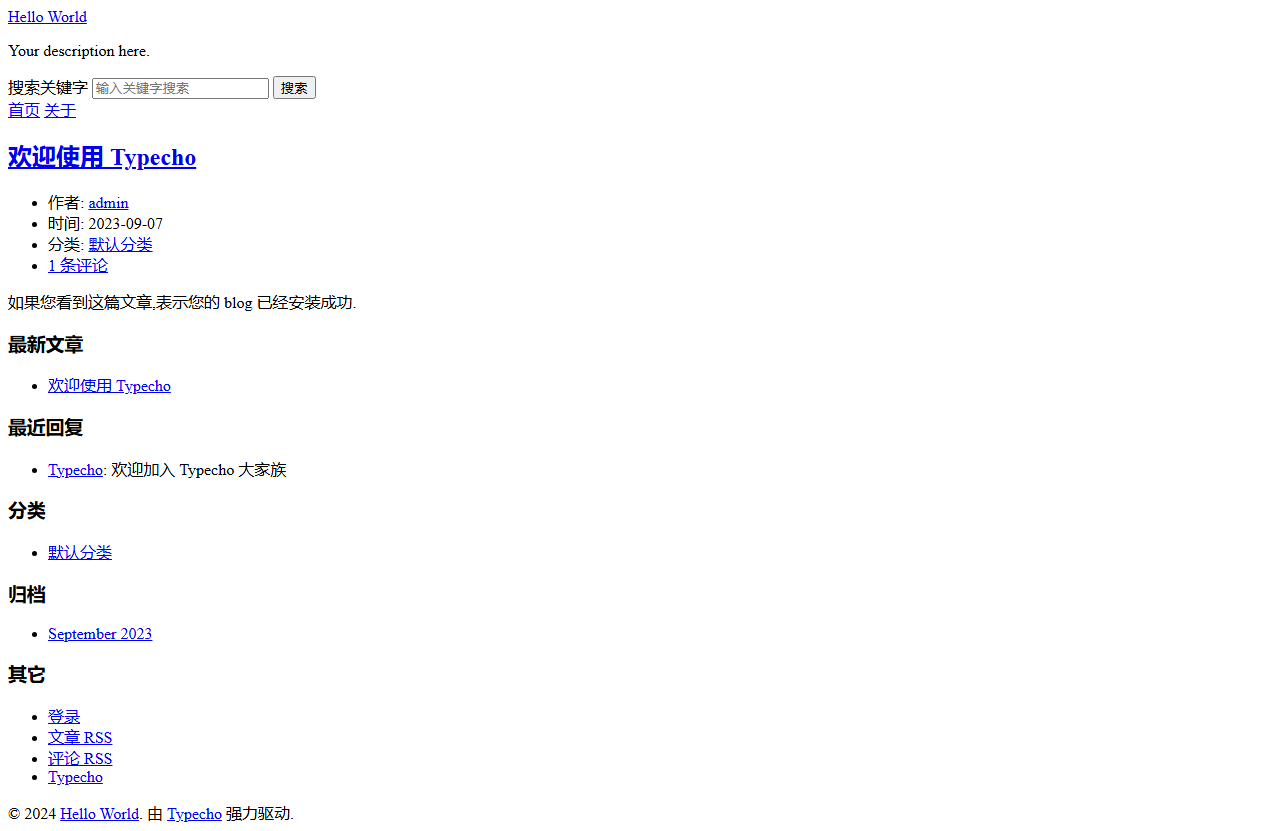 Hello World
Your description here.
搜索关键字 输入关键字搜索 搜索
首页 关于
欢迎使用 Typecho
作者: admin
时间: 2023-09-07
分类: 默认分类
1 条评论
如果您看到这篇文章,表示您的 blog 已经安装成功.
最新文章
欢迎使用 Typecho
最近回复
Typecho: 欢迎加入 Typecho 大家族
分类
默认分类
归档
September 2023
其它
登录
文章 RSS
评论 RSS
Typecho
© 2024 Hello World. 由 Typecho 强力驱动.